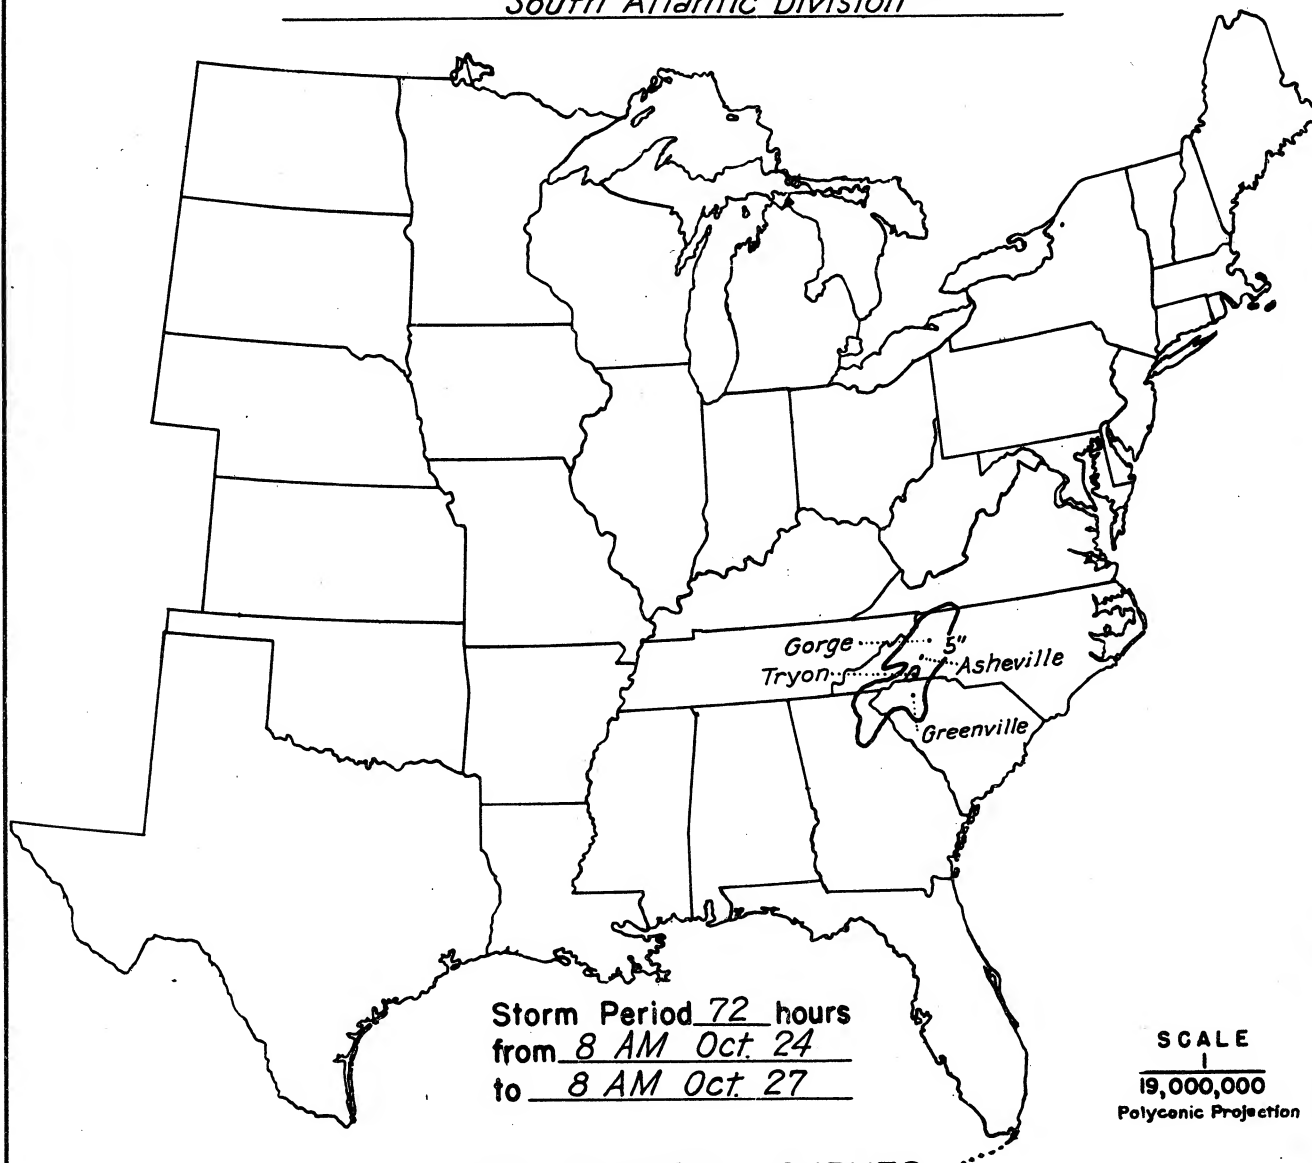 South Atlantic Division
Gorge
5"
Asheville
Tryon
Greenville
Storm Period 72 hours
from 8 AM Oct. 24
to 8 AM Oct. 27
SCALE
1
19,000,000
Polyconic Projection